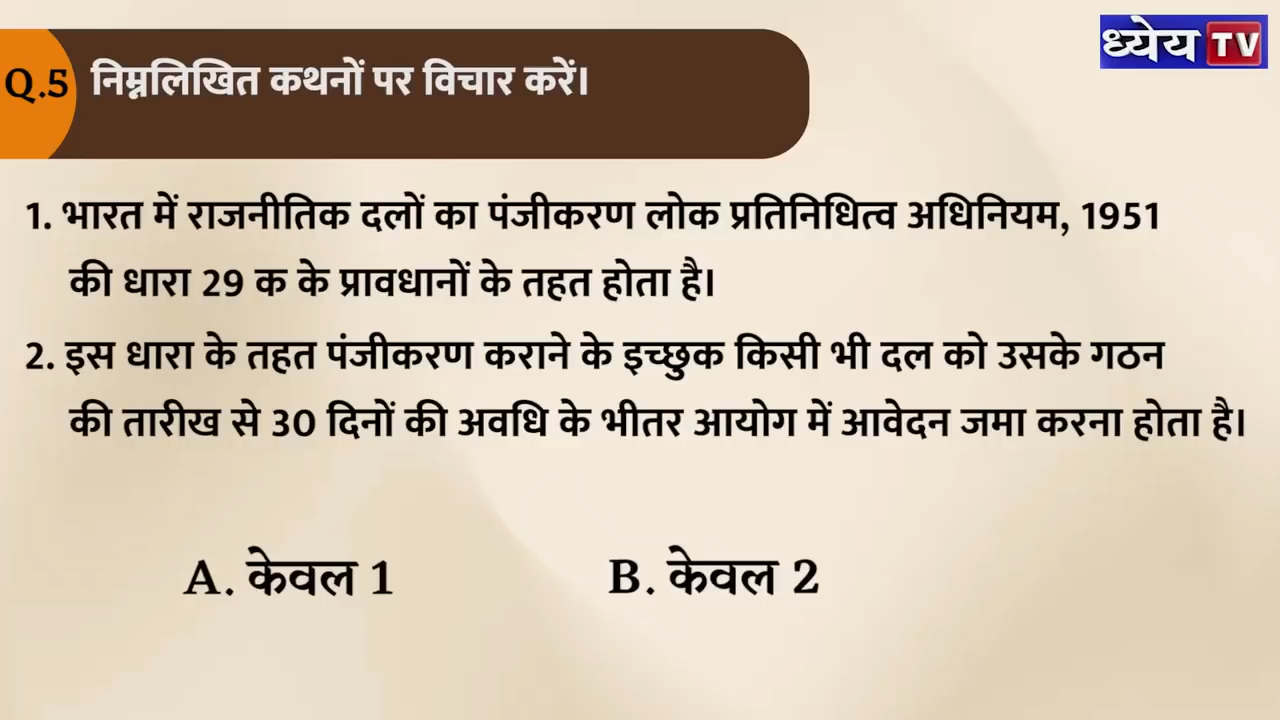 ध्येय TV
Q.5 निम्नलिखित कथनों पर विचार करें।
1. भारत में राजनीतिक दलों का पंजीकरण लोक प्रतिनिधित्व अधिनियम, 1951
की धारा 29 क के प्रावधानों के तहत होता है।
2. इस धारा के तहत पंजीकरण कराने के इच्छुक किसी भी दल को उसके गठन
की तारीख से 30 दिनों की अवधि के भीतर आयोग में आवेदन जमा करना होता है।
A. केवल 1 B. केवल 2